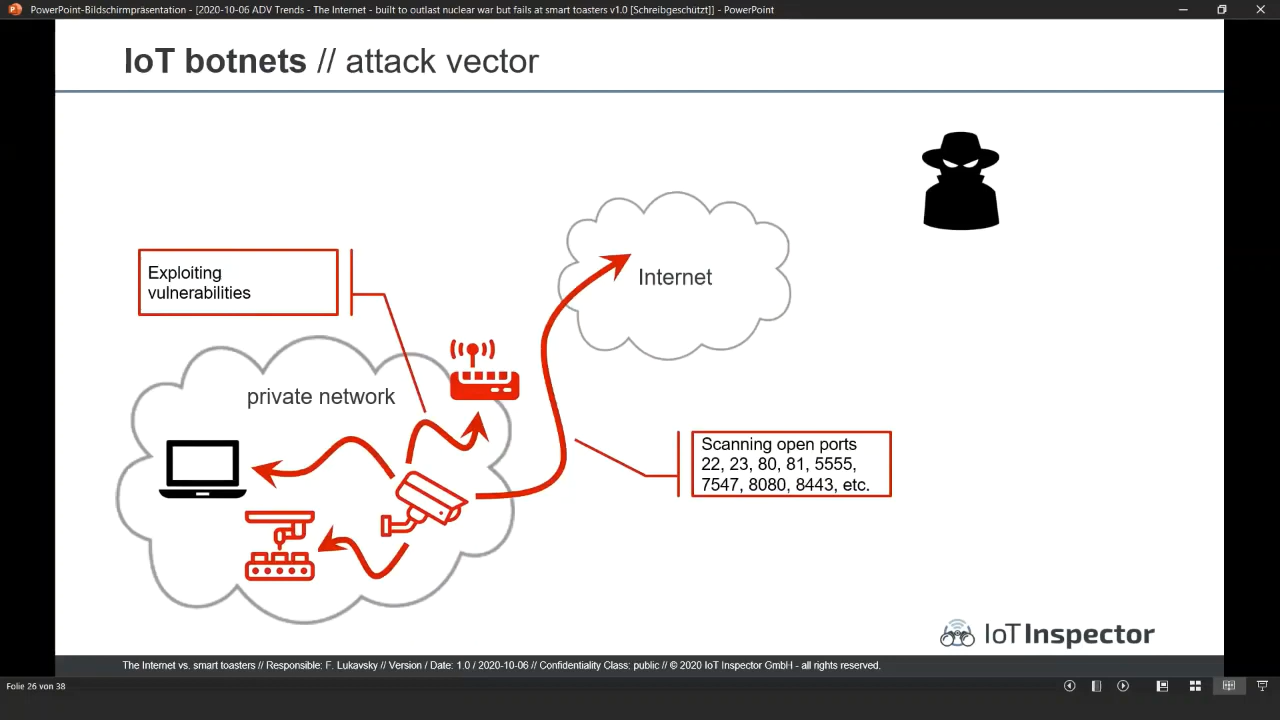 PowerPoint-Bildschirmpräsentation - [2020-10-06 ADV Trends - The Internet - built to outlast nuclear war but fails at smart toasters v1.0 [Schreibgeschützt]] - PowerPoint
IoT botnets // attack vector
Exploiting
vulnerabilities
Internet
private network
Scanning open ports
22, 23, 80, 81, 5555,
7547, 8080, 8443, etc.
IoT Inspector
The Internet vs. smart toasters // Responsible: F. Lukavsky // Version / Date: 1.0 / 2020-10-06 // Confidentiality Class: public // © 2020 IoT Inspector GmbH - all rights reserved.
Folie 26 von 38